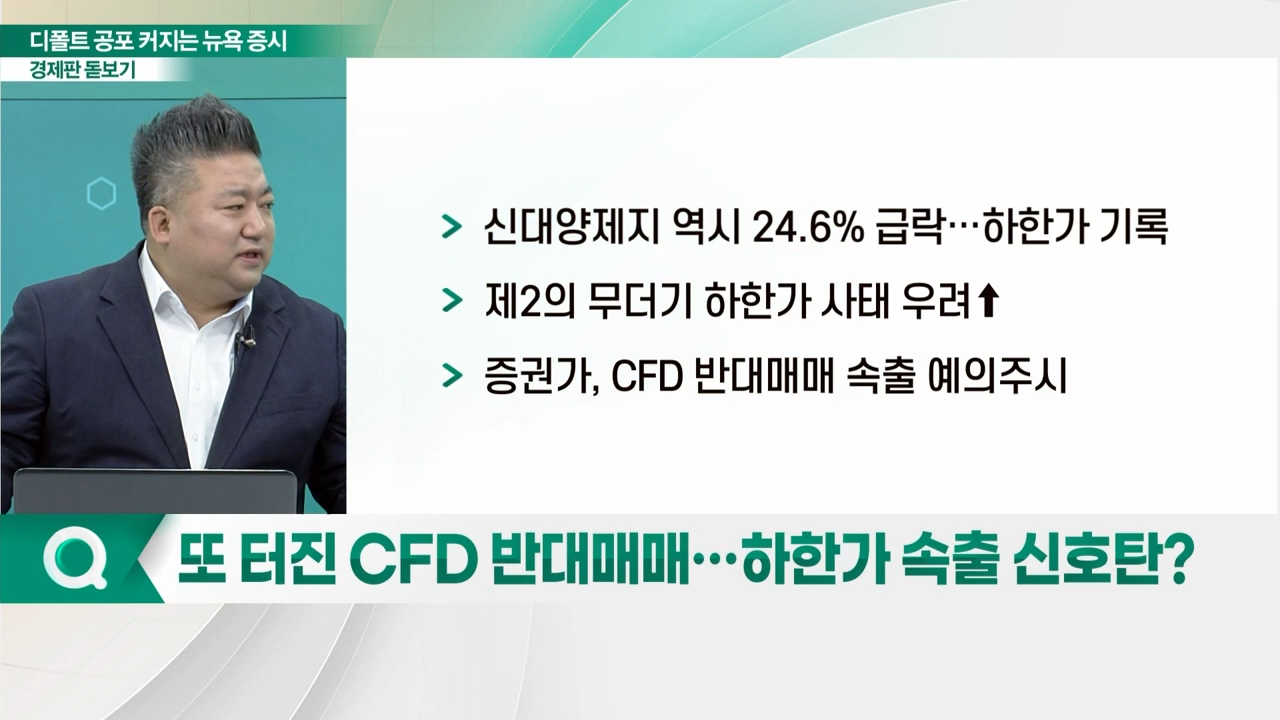 디폴트 공포 커지는 뉴욕 증시
경제판 돋보기
> 신대양제지 역시 24.6% 급락…하한가 기록
> 제2의 무더기 하한가 사태 우려⬆
> 증권가, CFD 반대매매 속출 예의주시
또 터진 CFD 반대매매…하한가 속출 신호탄?